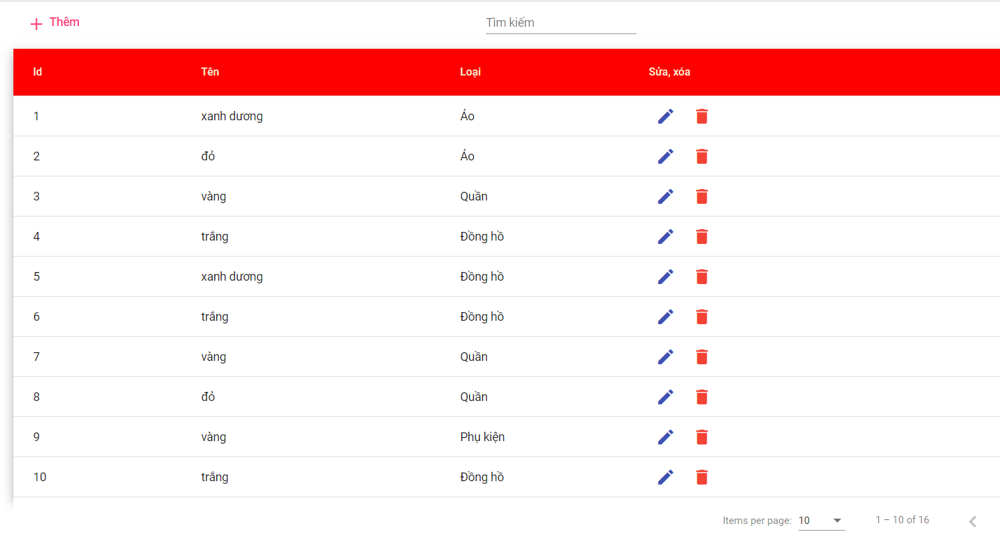 Thêm Tìm kiếm
Id Tên Loại Sửa, xóa
1 xanh dương Áo
2 đỏ Áo
3 vàng Quần
4 trắng Đồng hồ
5 xanh dương Đồng hồ
6 trắng Đồng hồ
7 vàng Quần
8 đỏ Quần
9 vàng Phụ kiện
10 trắng Đồng hồ
Items per page: 10 1 – 10 of 16